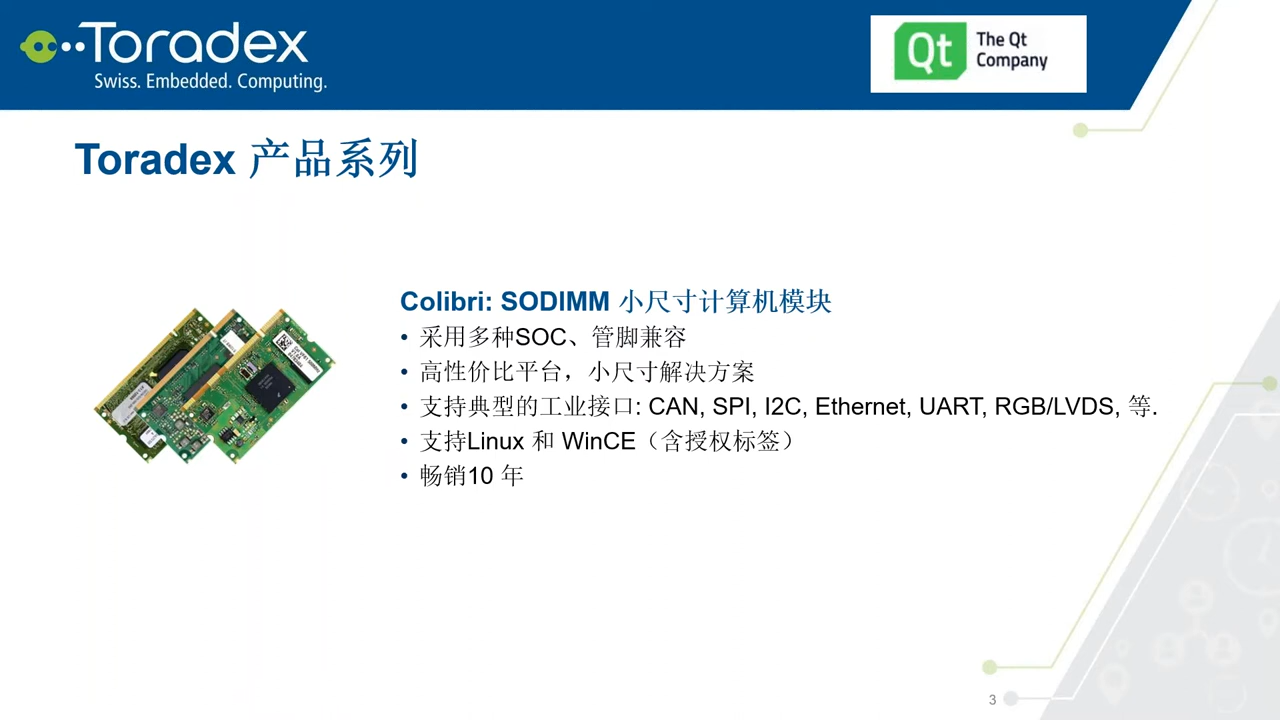 Toradex
Swiss. Embedded. Computing.
Qt The Qt Company
Toradex 产品系列
Colibri: SODIMM 小尺寸计算机模块
• 采用多种SOC、管脚兼容
• 高性价比平台，小尺寸解决方案
• 支持典型的工业接口: CAN, SPI, I2C, Ethernet, UART, RGB/LVDS, 等.
• 支持Linux 和 WinCE（含授权标签）
• 畅销10 年
3